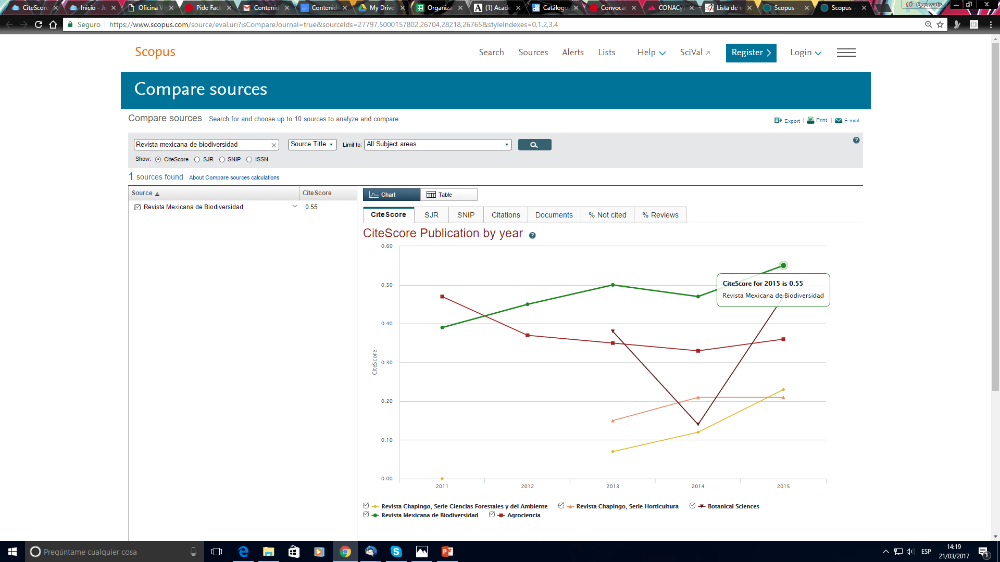 CiteScore
Inicio - Jo
Oficina V
Pide Fact
Contenid
Contenid
My Drive
Organiza
(1) Acade
Catálogo
Convocat
CONACy
Lista de r
Scopus -
Scopus -
Quo vadis
Seguro | https://www.scopus.com/source/eval.uri?isCompareJournal=true&sourceIds=27797,5000157802,26704,28218,26765&styleIndexes=0,1,2,3,4
Scopus
Search Sources Alerts Lists Help SciVal Register Login
Compare sources
Compare sources Search for and choose up to 10 sources to analyze and compare.
Export | Print | E-mail
Revista mexicana de biodiversidad Source Title Limit to: All Subject areas
Show: CiteScore SJR SNIP ISSN
1 sources found About Compare sources calculations
Source CiteScore
Revista Mexicana de Biodiversidad 0.55
Chart Table
CiteScore SJR SNIP Citations Documents % Not cited % Reviews
CiteScore Publication by year
0.60
0.50
0.40
0.30
0.20
0.10
0.00
CiteScore
CiteScore for 2015 is 0.55
Revista Mexicana de Biodiversidad
2011 2012 2013 2014 2015
Revista Chapingo, Serie Ciencias Forestales y del Ambiente Revista Chapingo, Serie Horticultura Botanical Sciences
Revista Mexicana de Biodiversidad Agrociencia
Pregúntame cualquier cosa
ESP
14:19
21/03/2017
1